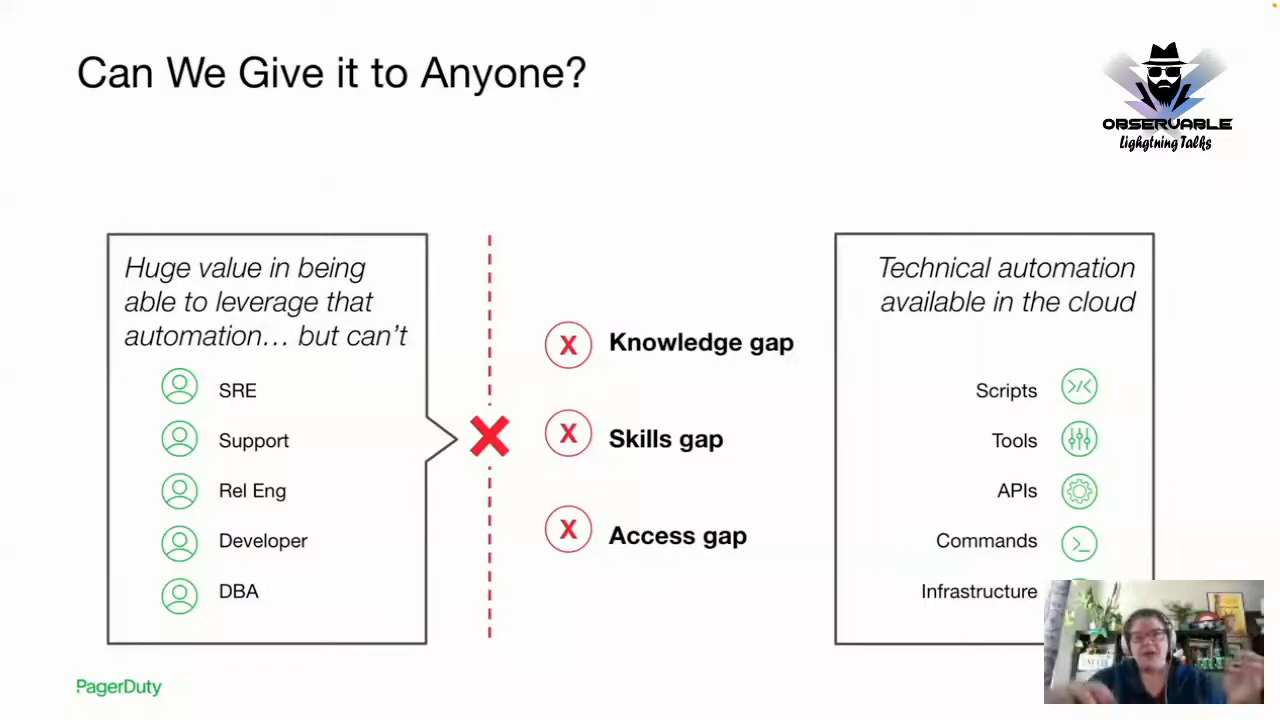 Can We Give it to Anyone?
OBSERVABLE
Lighgtning Talks
Huge value in being
able to leverage that
automation… but can't
SRE
Support
Rel Eng
Developer
DBA
X Knowledge gap
X Skills gap
X Access gap
Technical automation
available in the cloud
Scripts
Tools
APIs
Commands
Infrastructure
PagerDuty